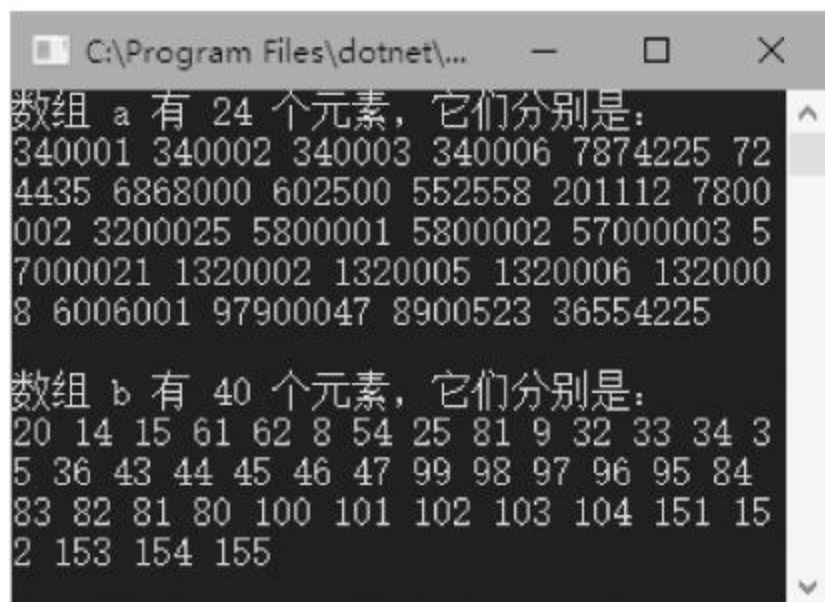 C:\Program Files\dotnet\...
数组 a 有 24 个元素，它们分别是：
340001 340002 340003 340006 7874225 72
4435 6868000 602500 552558 201112 7800
002 3200025 5800001 5800002 57000003 5
7000021 1320002 1320005 1320006 132000
8 6006001 97900047 8900523 36554225
数组 b 有 40 个元素，它们分别是：
20 14 15 61 62 8 54 25 81 9 32 33 34 3
5 36 43 44 45 46 47 99 98 97 96 95 84
83 82 81 80 100 101 102 103 104 151 15
2 153 154 155